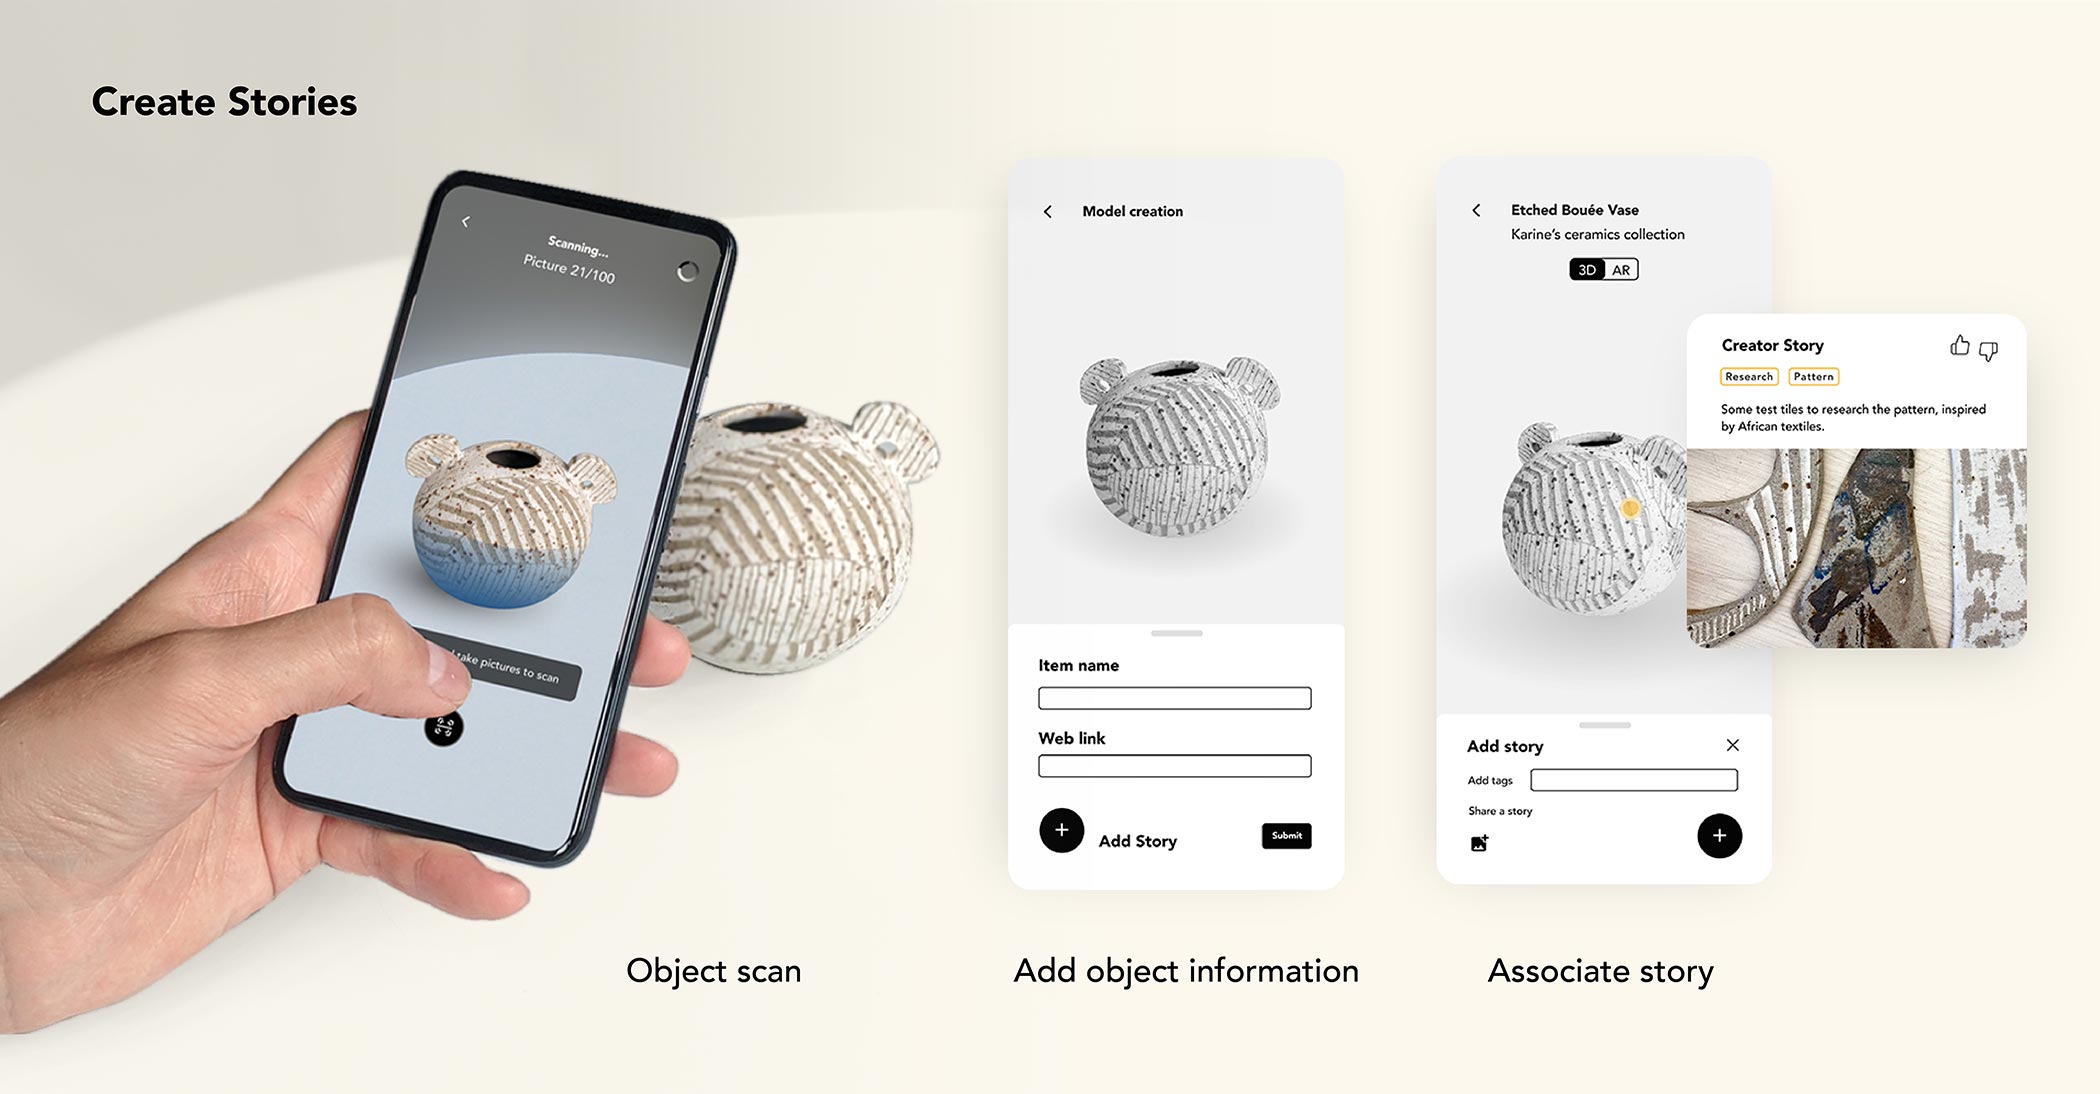 Create Stories
Scanning...
Picture 21/100
take pictures to scan
Object scan
Model creation
Item name
Web link
Add Story
Submit
Add object information
Etched Bouée Vase
Karine's ceramics collection
3D AR
Creator Story
Research Pattern
Some test tiles to research the pattern, inspired
by African textiles.
Add story
Add tags
Share a story
Associate story